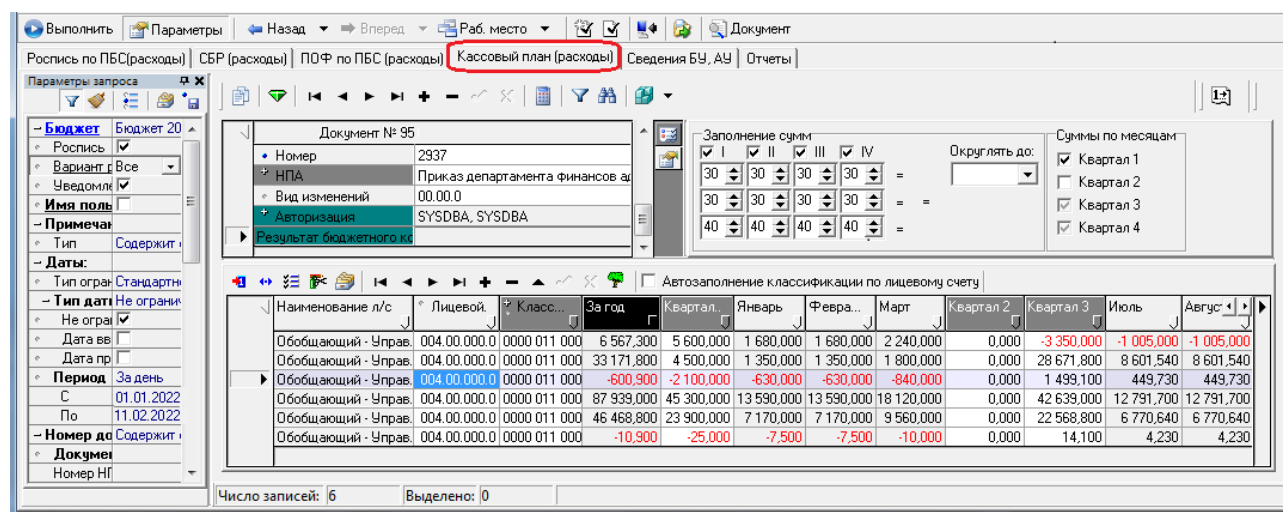 Выполнить Параметры Назад Вперед Раб. место Документ
Роспись по ПБС(расходы) СБР (расходы) ПОФ по ПБС (расходы) Кассовый план (расходы) Сведения БУ, АУ Отчеты
Параметры запроса
Бюджет Бюджет 20
Роспись
Вариант р Все
Уведомле
Имя поль
Примечан
Тип Содержит
Даты:
Тип огран Стандартн
Тип дат Не огранич
Не огра
Дата вв
Дата пр
Период За день
С 01.01.2022
По 11.02.2022
Номер до Содержит
Докумен
Номер НГ
Документ № 95
Номер 2937
НПА Приказ департамента финансов ад
Вид изменений 00.00.0
Авторизация SYSDBA, SYSDBA
Результат бюджетного ко
Заполнение сумм
I II III IV Округлять до:
30 30 30 30 =
30 30 30 30 = =
40 40 40 40 =
Суммы по месяцам
Квартал 1
Квартал 2
Квартал 3
Квартал 4
Автозаполнение классификации по лицевому счету
Наименование л/с Лицевой. Класс... За год Квартал.. Январь Февра... Март Квартал 2 Квартал 3 Июль Август
Обобщающий - Управ. 004.00.000.0 0000 011 000 6 567,300 5 600,000 1 680,000 1 680,000 2 240,000 0,000 -3 350,000 -1 005,000 -1 005,000
Обобщающий - Управ. 004.00.000.0 0000 011 000 33 171,800 4 500,000 1 350,000 1 350,000 1 800,000 0,000 28 671,800 8 601,540 8 601,540
Обобщающий - Управ. 004.00.000.0 0000 011 000 -600,900 -2 100,000 -630,000 -630,000 -840,000 0,000 1 499,100 449,730 449,730
Обобщающий - Управ. 004.00.000.0 0000 011 000 87 939,000 45 300,000 13 590,000 13 590,000 18 120,000 0,000 42 639,000 12 791,700 12 791,700
Обобщающий - Управ. 004.00.000.0 0000 011 000 46 468,800 23 900,000 7 170,000 7 170,000 9 560,000 0,000 22 568,800 6 770,640 6 770,640
Обобщающий - Управ. 004.00.000.0 0000 011 000 -10,900 -25,000 -7,500 -7,500 -10,000 0,000 14,100 4,230 4,230
Число записей: 6 Выделено: 0